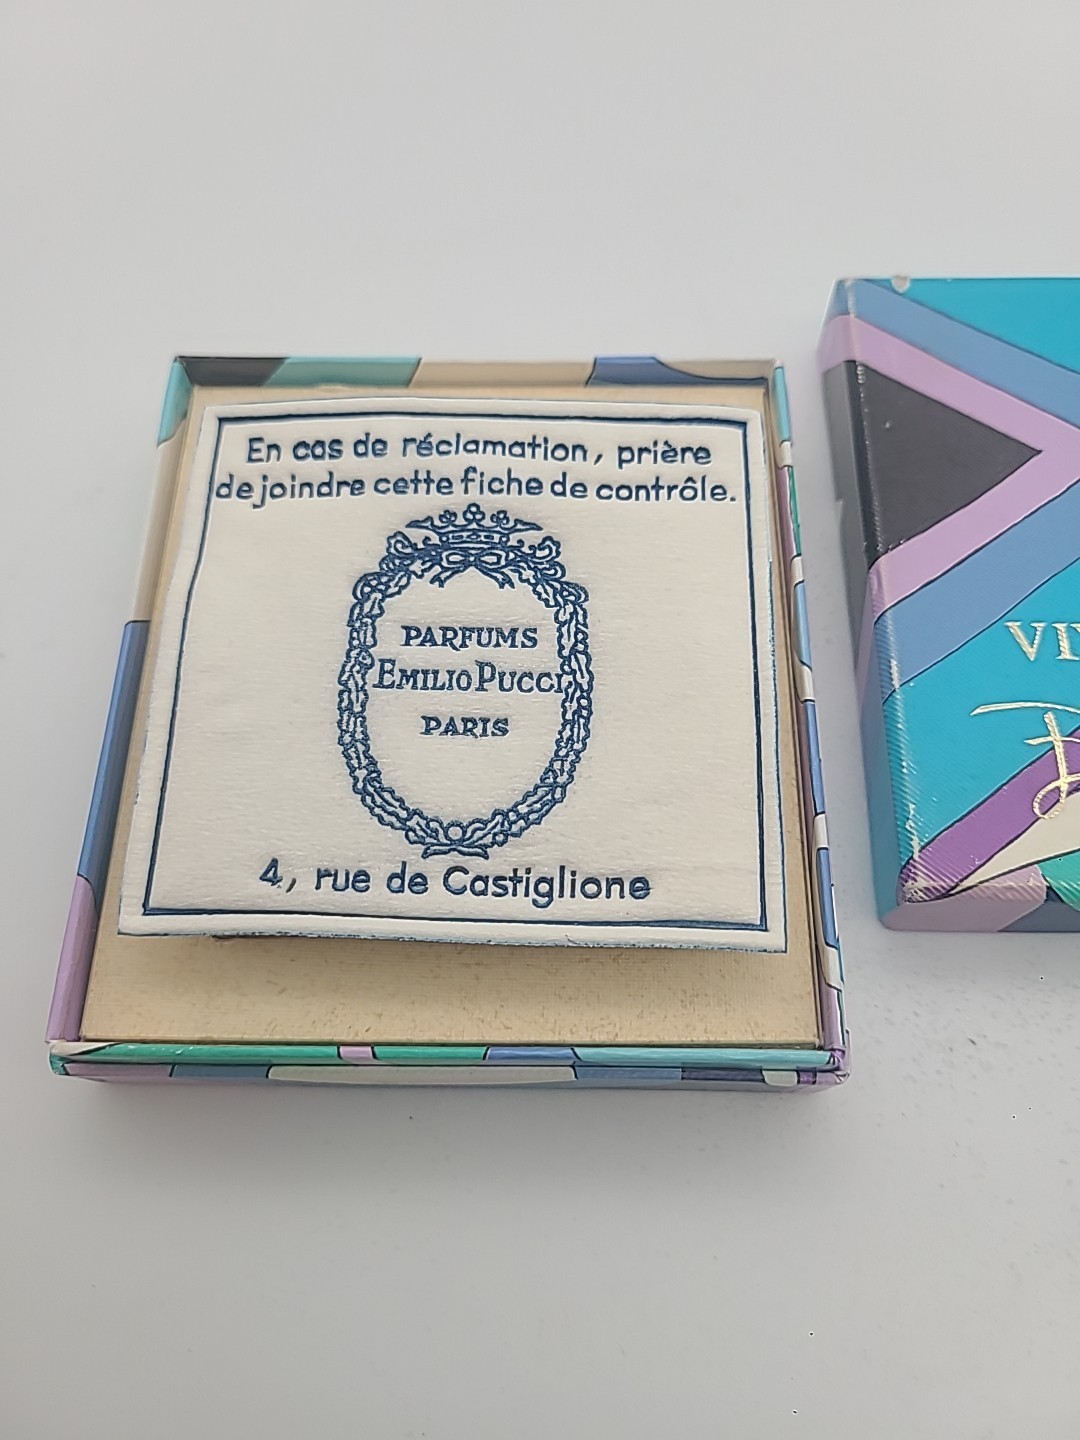 En cas de réclamation, prière
de joindre cette fiche de contrôle.
PARFUMS
EMILIO PUCCI
PARIS
4, rue de Castiglione